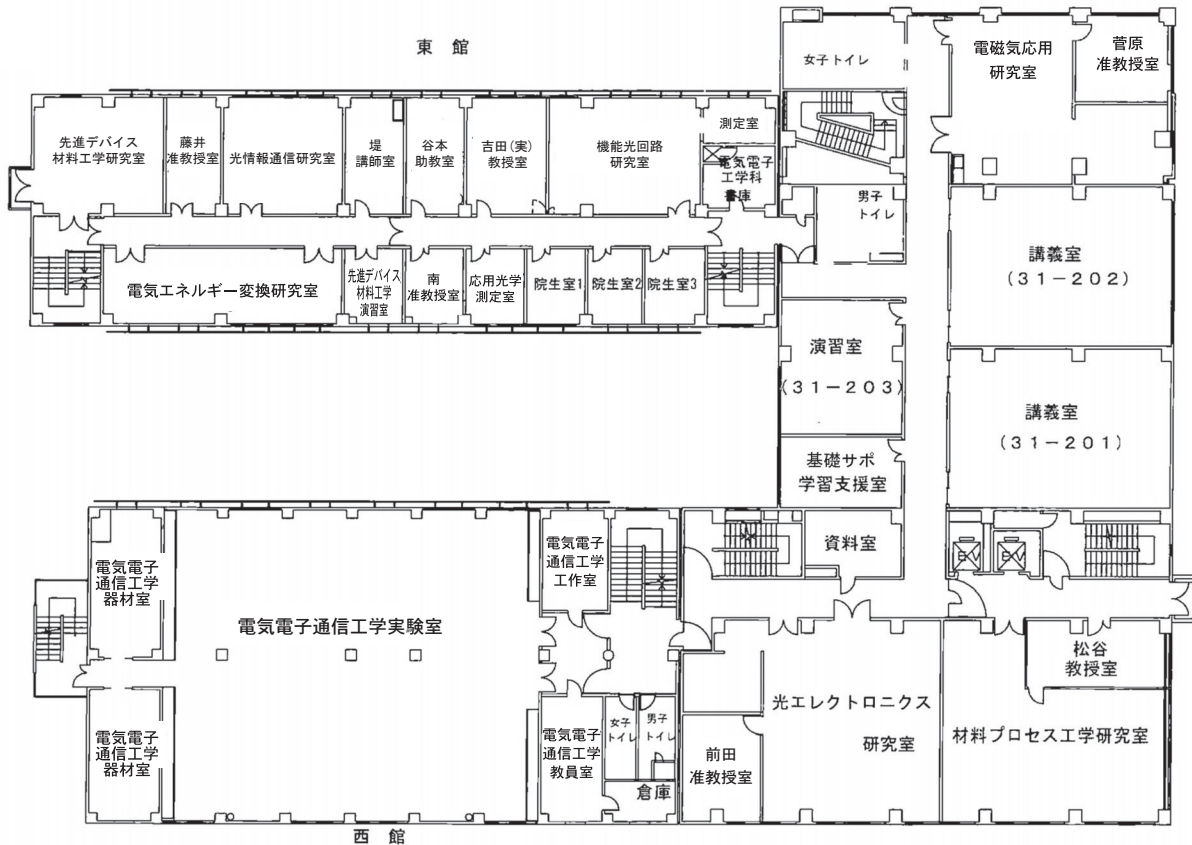 東 館
女子トイレ
電磁気応用
研究室
菅原
准教授室
先進デバイス
材料工学研究室
藤井
准教授室
光情報通信研究室
堤
講師室
谷本
助教室
吉田(実)
教授室
機能光回路
研究室
測定室
電気電子
工学科
書庫
男子
トイレ
講義室
(31-202)
電気エネルギー変換研究室
先進デバイス
材料工学
演習室
南
准教授室
応用光学
測定室
院生室1
院生室2
院生室3
演習室
(31-203)
講義室
(31-201)
基礎サポ
学習支援室
資料室
EV
EV
電気電子
通信工学
器材室
電気電子通信工学実験室
電気電子
通信工学
工作室
松谷
教授室
電気電子
通信工学
器材室
電気電子
通信工学
教員室
女子
トイレ
男子
トイレ
倉庫
光エレクトロニクス
研究室
前田
准教授室
材料プロセス工学研究室
西 館